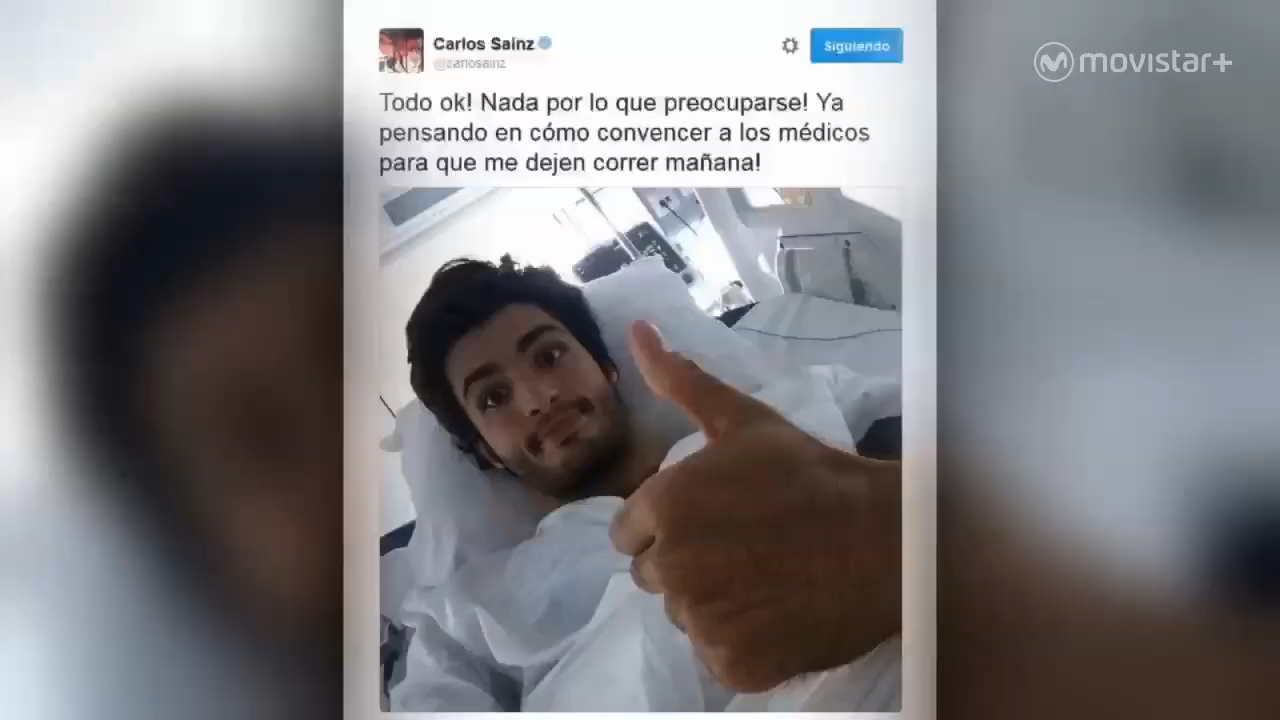 Carlos Sainz
@carlosainz
Siguiendo
movistar+
Todo ok! Nada por lo que preocuparse! Ya
pensando en cómo convencer a los médicos
para que me dejen correr mañana!